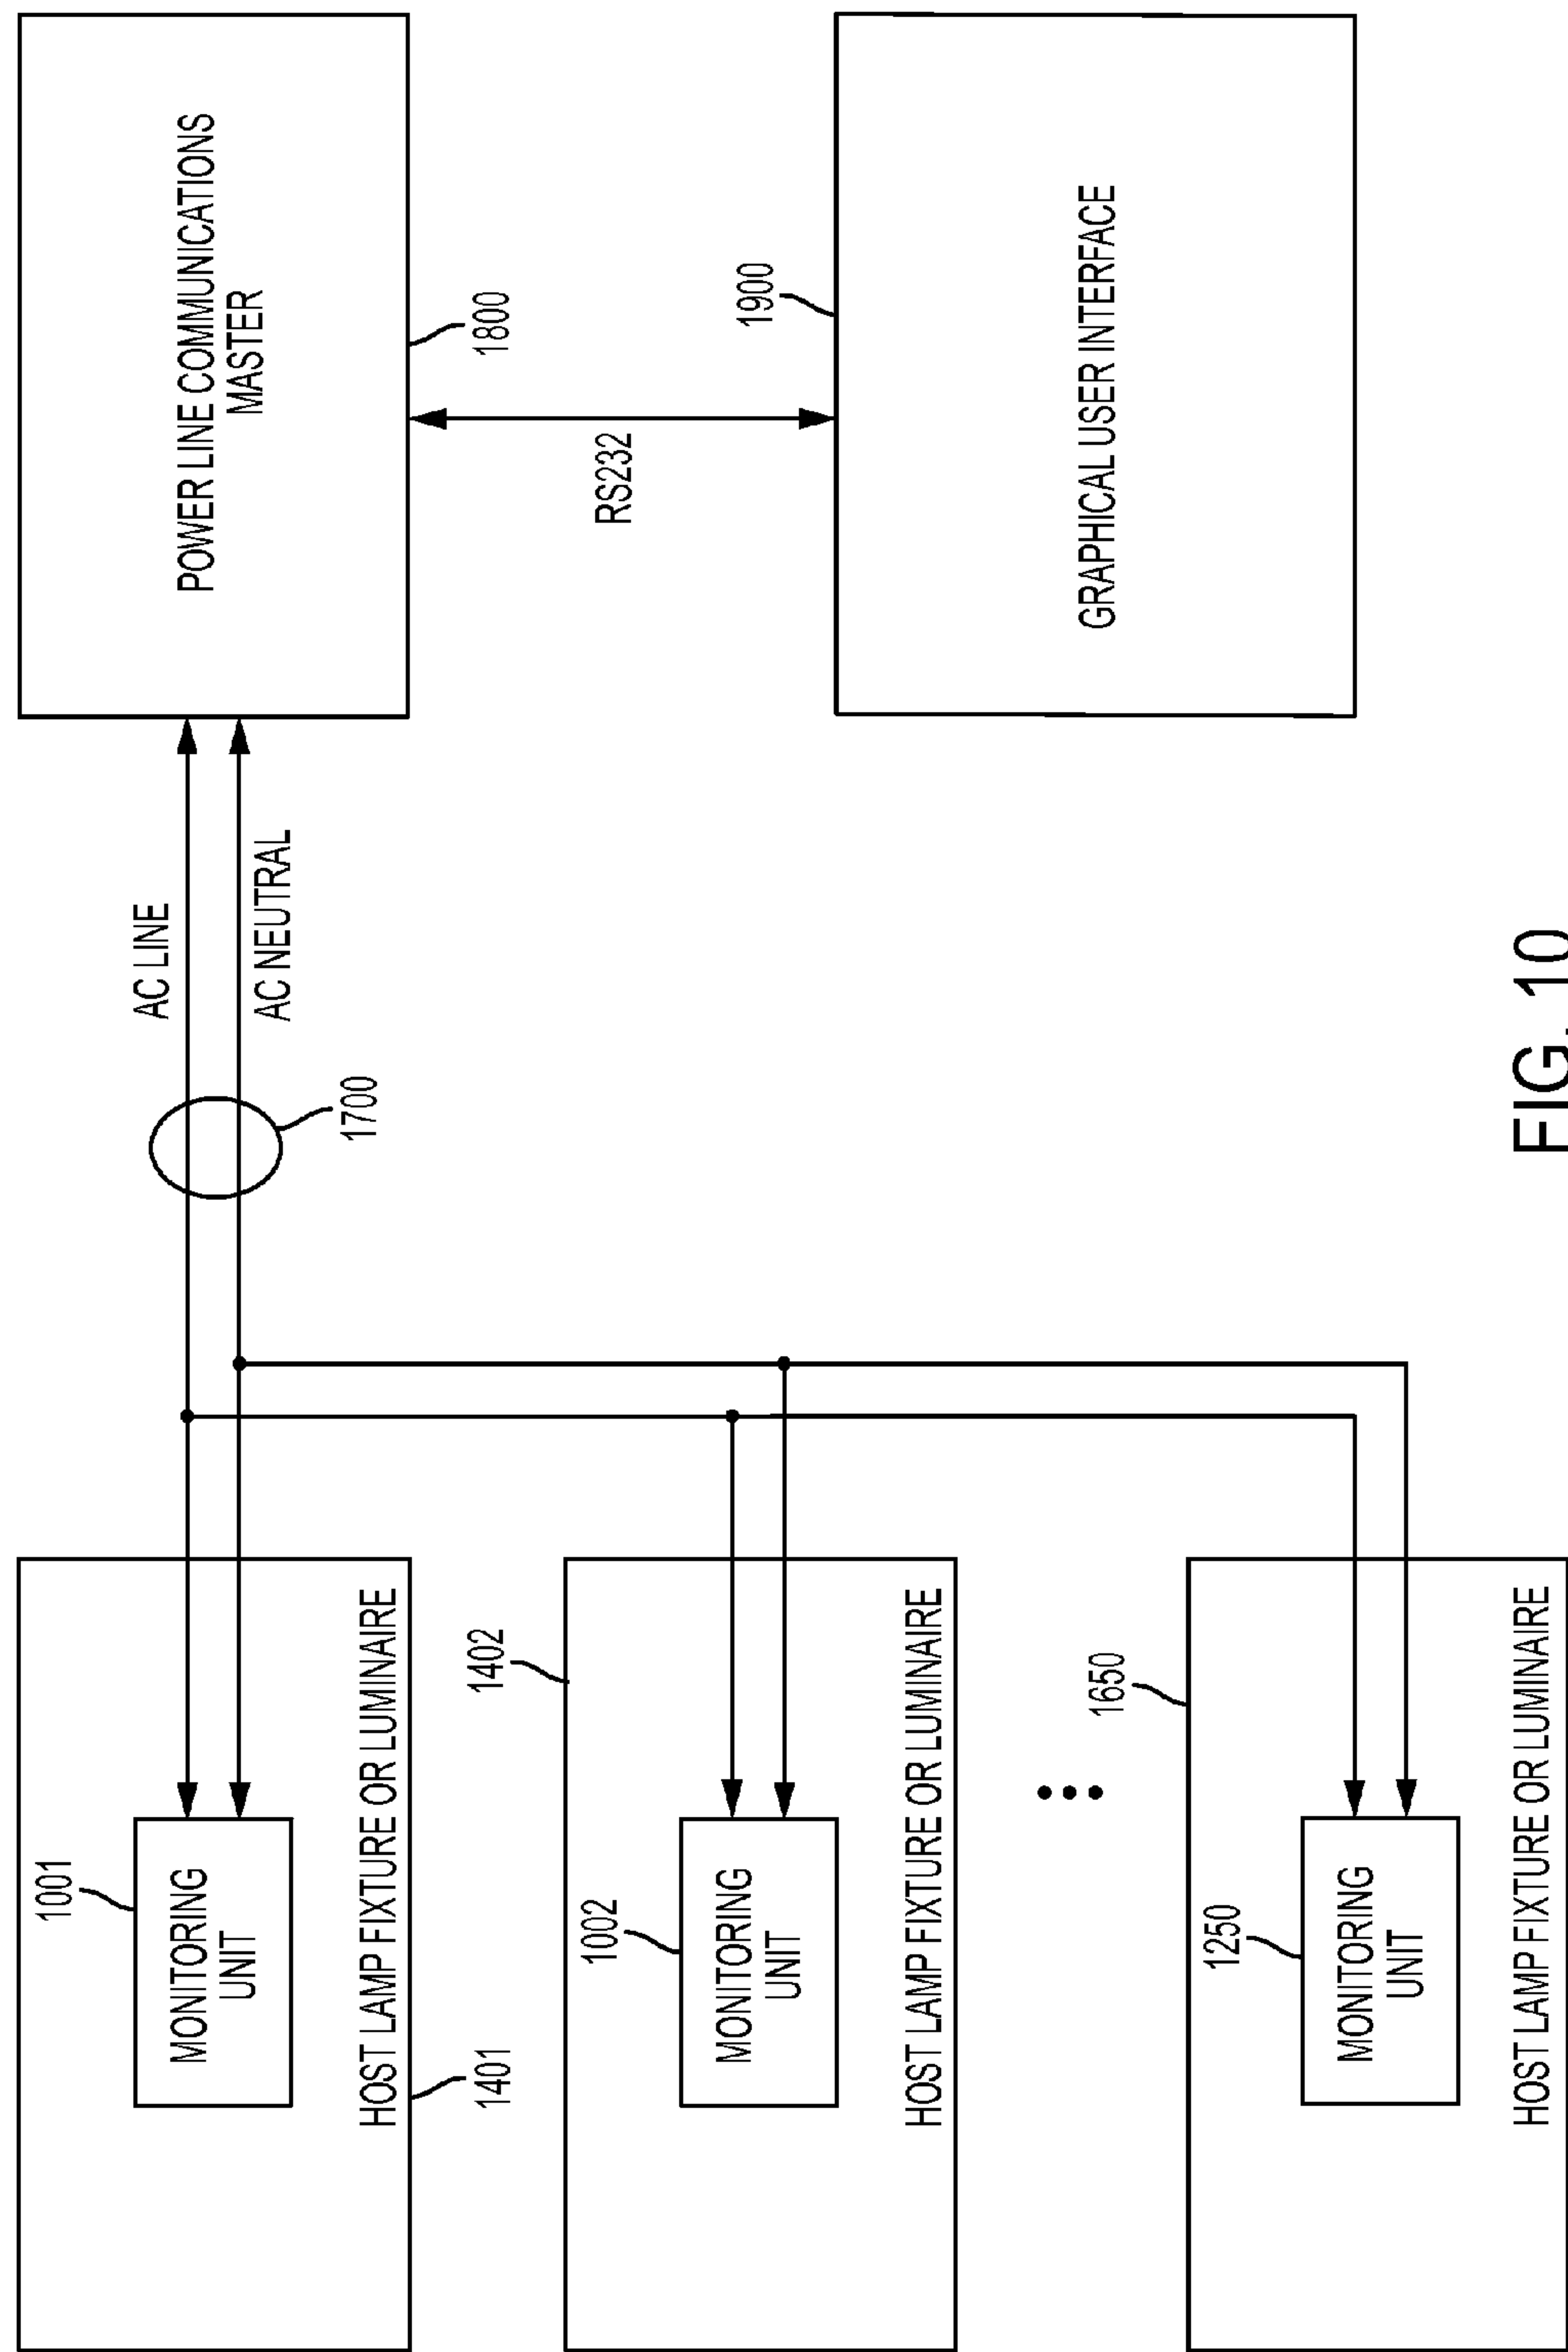 1001
MONITORING
UNIT
HOST LAMP FIXTURE OR LUMINAIRE
1401
AC LINE
AC NEUTRAL
1700
POWER LINE COMMUNICATIONS
MASTER
1800
1402
1002
MONITORING
UNIT
HOST LAMP FIXTURE OR LUMINAIRE
RS232
1900
GRAPHICAL USER INTERFACE
1650
1250
MONITORING
UNIT
HOST LAMP FIXTURE OR LUMINAIRE
FIG. 10